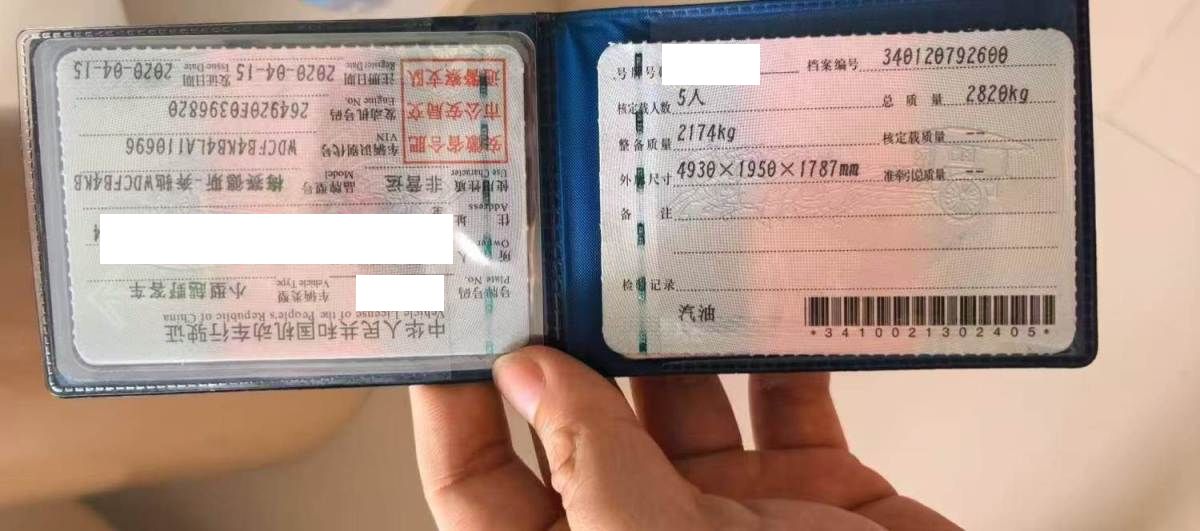 中华人民共和国机动车行驶证
Vehicle License of the People's Republic of China
号牌号码 车辆类型 小型越野客车
Plate No. Vehicle Type
所 人
Owner
住 址
Address
使用性质 非营运 品牌型号 梅赛德斯-奔驰WDCFB4KB
Use Character Model
安徽省合肥
市公安局交
通警察支队
车辆识别代号 WDCFB4KB4LA110696
VIN
发动机号码 264920F0396820
Engine No.
注册日期 2020-04-15 发证日期 2020-04-15
Register Date Issue Date
号牌号 档案编号 340120792600
核定载人数 5人 总质量 2820kg
整备质量 2174kg 核定载质量 --
外廓尺寸 4930×1950×1787mm 准牵引总质量 --
备注
检验记录
汽油
*3410021302405*